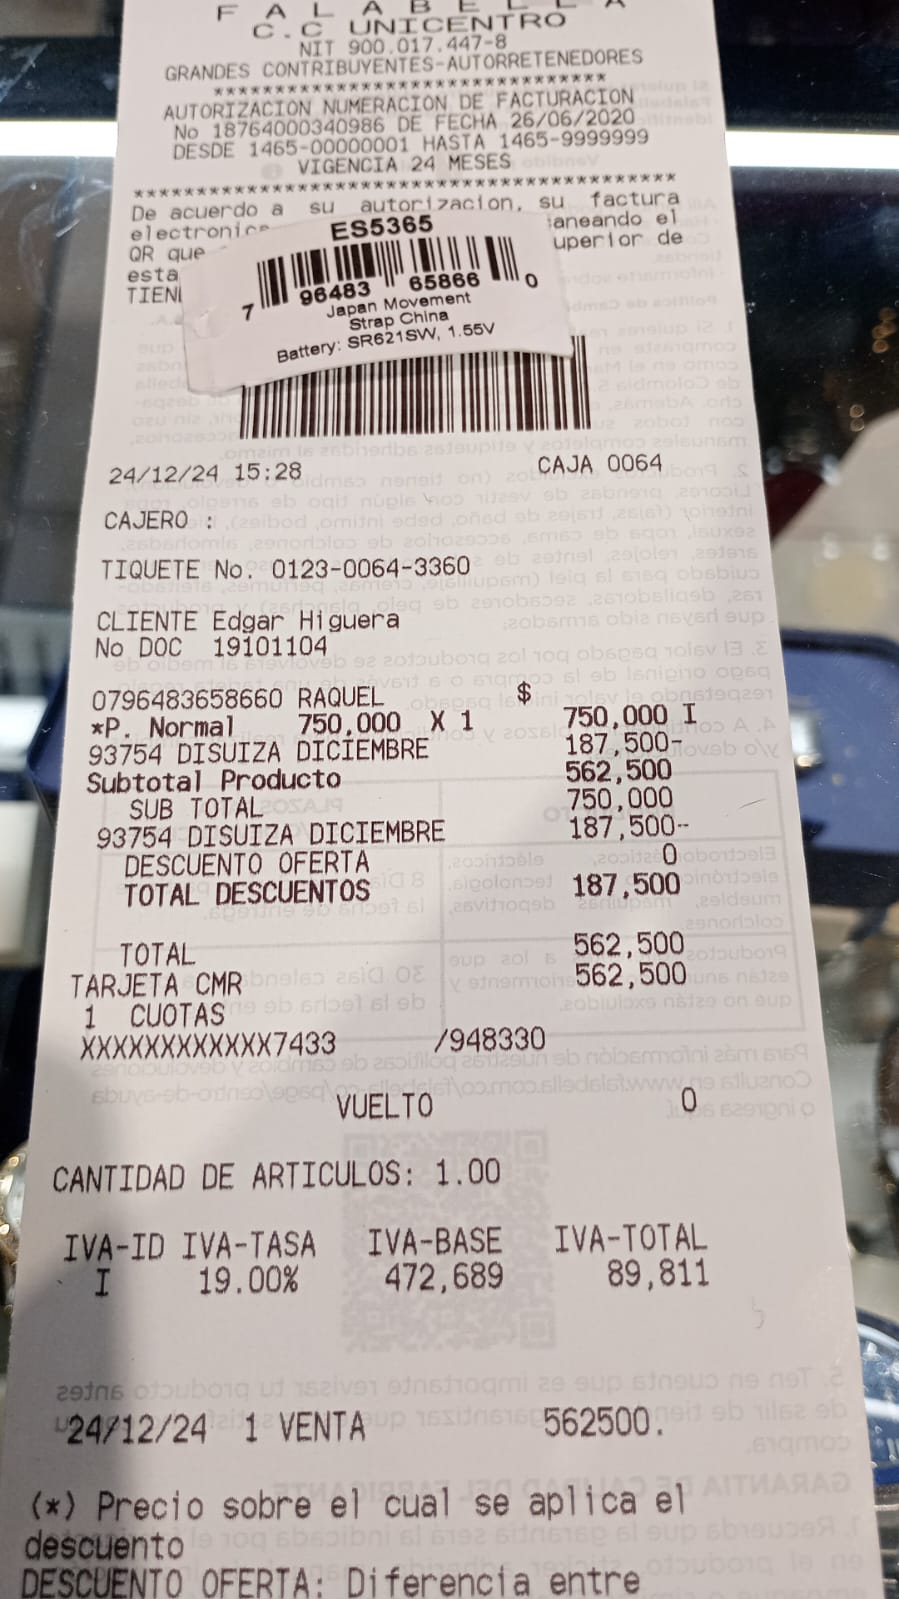 F A L A B E L L A
C.C UNICENTRO
NIT 900.017.447-8
GRANDES CONTRIBUYENTES-AUTORRETENEDORES
*********************************
AUTORIZACION NUMERACION DE FACTURACION
No 18764000340986 DE FECHA 26/06/2020
DESDE 1465-00000001 HASTA 1465-9999999
VIGENCIA 24 MESES
******************************************
De acuerdo a su autorizacion, su factura
QR que
uperior de
esta
ES5365
7 96483 65866 0
Japan Movement
Strap China
Battery: SR621SW, 1.55V
24/12/24 15:28 CAJA 0064
CAJERO :
TIQUETE No. 0123-0064-3360
CLIENTE Edgar Higuera
No DOC 19101104
0796483658660 RAQUEL $
*P. Normal 750.000 X 1 750,000 I
93754 DISUIZA DICIEMBRE 187,500-
Subtotal Producto 562,500
SUB TOTAL 750,000
93754 DISUIZA DICIEMBRE 187,500--
DESCUENTO OFERTA 0
TOTAL DESCUENTOS 187,500
TOTAL 562,500
TARJETA CMR 562,500
1 CUOTAS
XXXXXXXXXXXX7433 /948330
VUELTO 0
CANTIDAD DE ARTICULOS: 1.00
IVA-ID IVA-TASA IVA-BASE IVA-TOTAL
I 19.00% 472,689 89,811
24/12/24 1 VENTA 562500.
(*) Precio sobre el cual se aplica el
descuento
DESCUENTO OFERTA: Diferencia entre